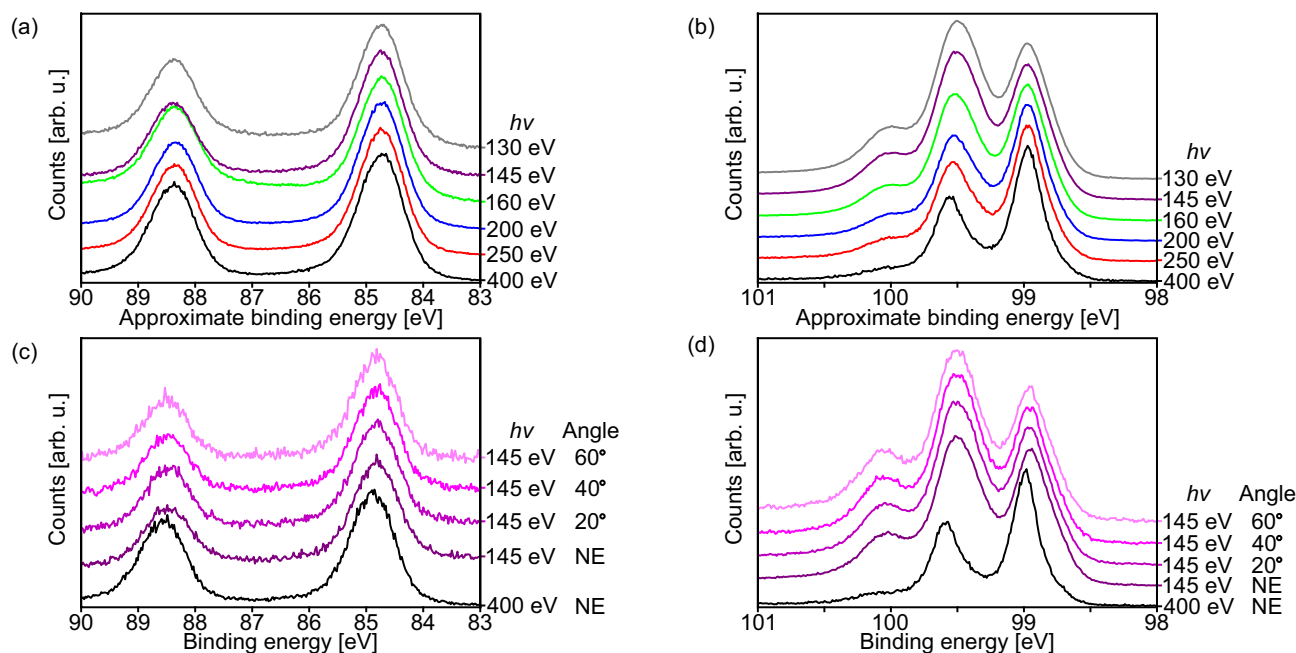 (a)
Counts [arb. u.]
hν
130 eV
145 eV
160 eV
200 eV
250 eV
400 eV
90 89 88 87 86 85 84 83
Approximate binding energy [eV]
(b)
Counts [arb. u.]
hν
130 eV
145 eV
160 eV
200 eV
250 eV
400 eV
101 100 99 98
Approximate binding energy [eV]
(c)
Counts [arb. u.]
hν Angle
145 eV 60°
145 eV 40°
145 eV 20°
145 eV NE
400 eV NE
90 89 88 87 86 85 84 83
Binding energy [eV]
(d)
Counts [arb. u.]
hν Angle
145 eV 60°
145 eV 40°
145 eV 20°
145 eV NE
400 eV NE
101 100 99 98
Binding energy [eV]